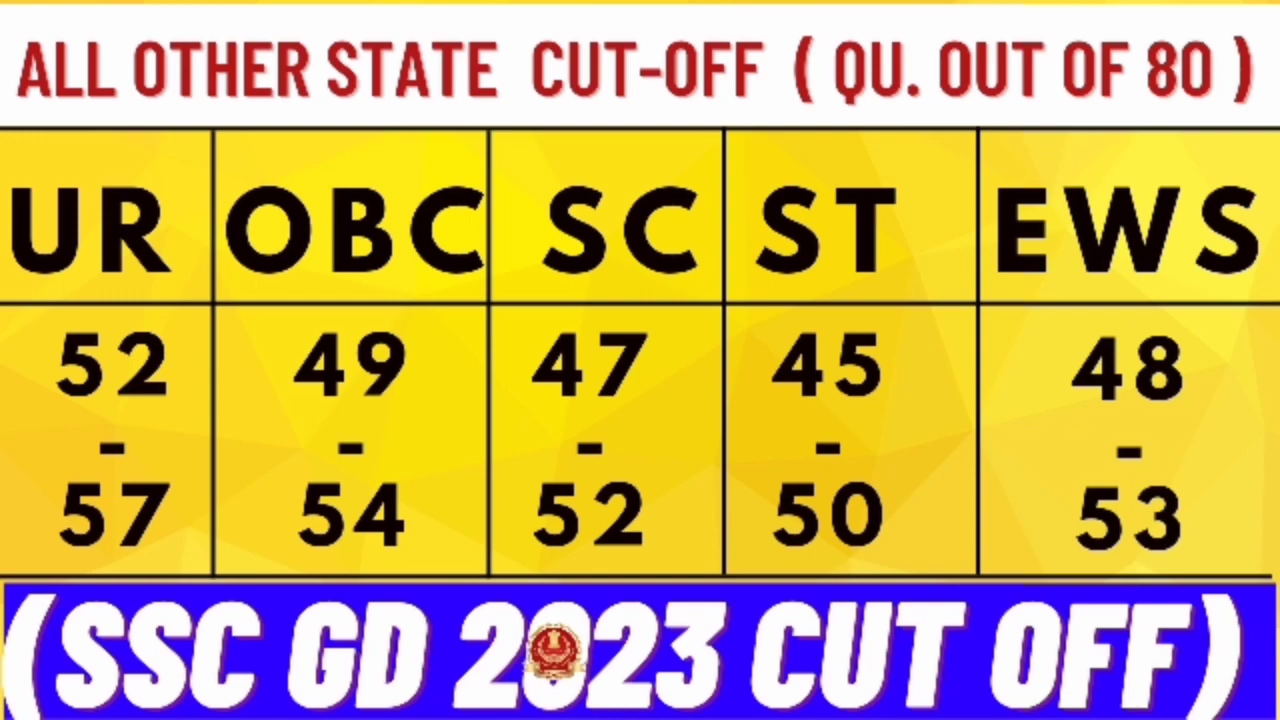 ALL OTHER STATE CUT-OFF ( QU. OUT OF 80 )
UR OBC SC ST EWS
52 49 47 45 48
- - - - -
57 54 52 50 53
(SSC GD 2023 CUT OFF)